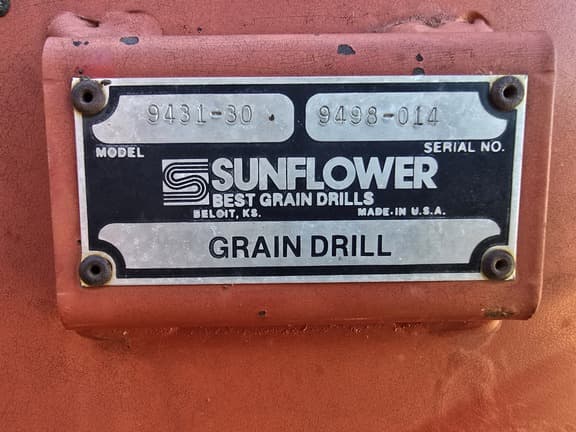 9431-30 9498-014
MODEL SERIAL NO.
SUNFLOWER
BEST GRAIN DRILLS
BELOIT, KS. MADE IN U.S.A.
GRAIN DRILL